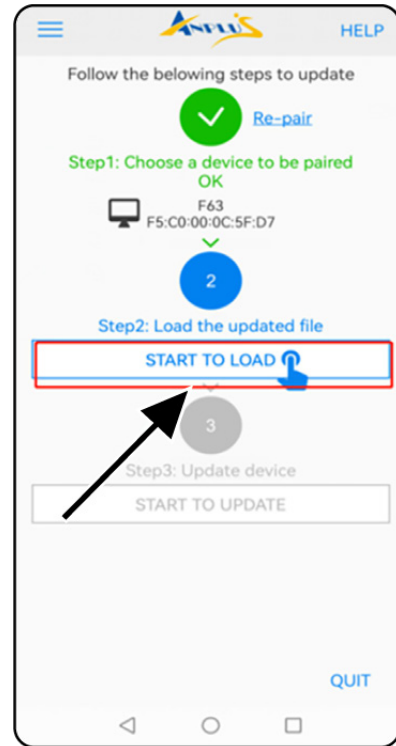 ANPLUS
HELP
Follow the belowing steps to update
Re-pair
Step1: Choose a device to be paired
OK
F63
F5:C0:00:0C:5F:D7
2
Step2: Load the updated file
START TO LOAD
3
Step3: Update device
START TO UPDATE
QUIT